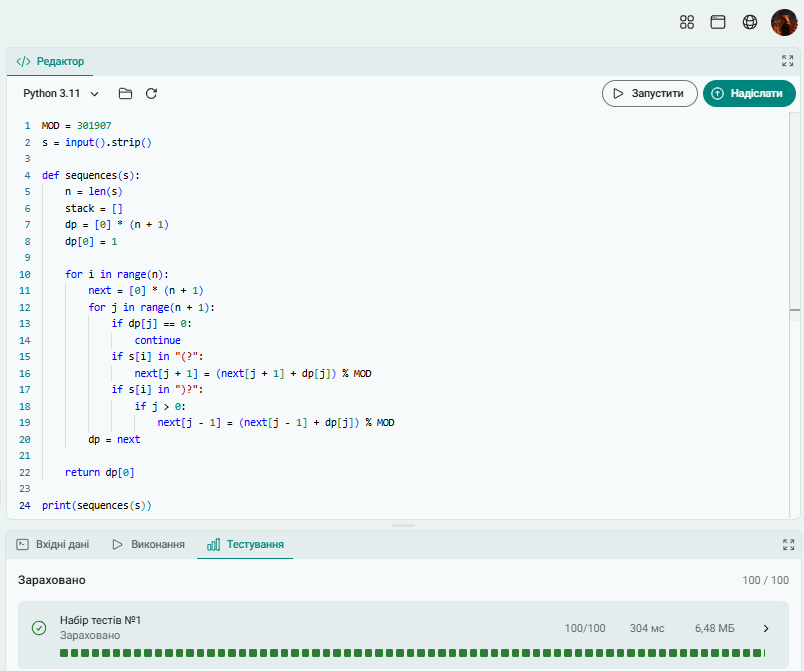 </> Редактор
Python 3.11
Запустити
Надіслати
1 MOD = 301907
2 s = input().strip()
3
4 def sequences(s):
5     n = len(s)
6     stack = []
7     dp = [0] * (n + 1)
8     dp[0] = 1
9
10     for i in range(n):
11         next = [0] * (n + 1)
12         for j in range(n + 1):
13             if dp[j] == 0:
14                 continue
15             if s[i] in "(?":
16                 next[j + 1] = (next[j + 1] + dp[j]) % MOD
17             if s[i] in ")?":
18                 if j > 0:
19                     next[j - 1] = (next[j - 1] + dp[j]) % MOD
20         dp = next
21
22     return dp[0]
23
24 print(sequences(s))
Вхідні дані
Виконання
Тестування
Зараховано 100 / 100
Набір тестів №1
Зараховано
100/100 304 мс 6,48 МБ